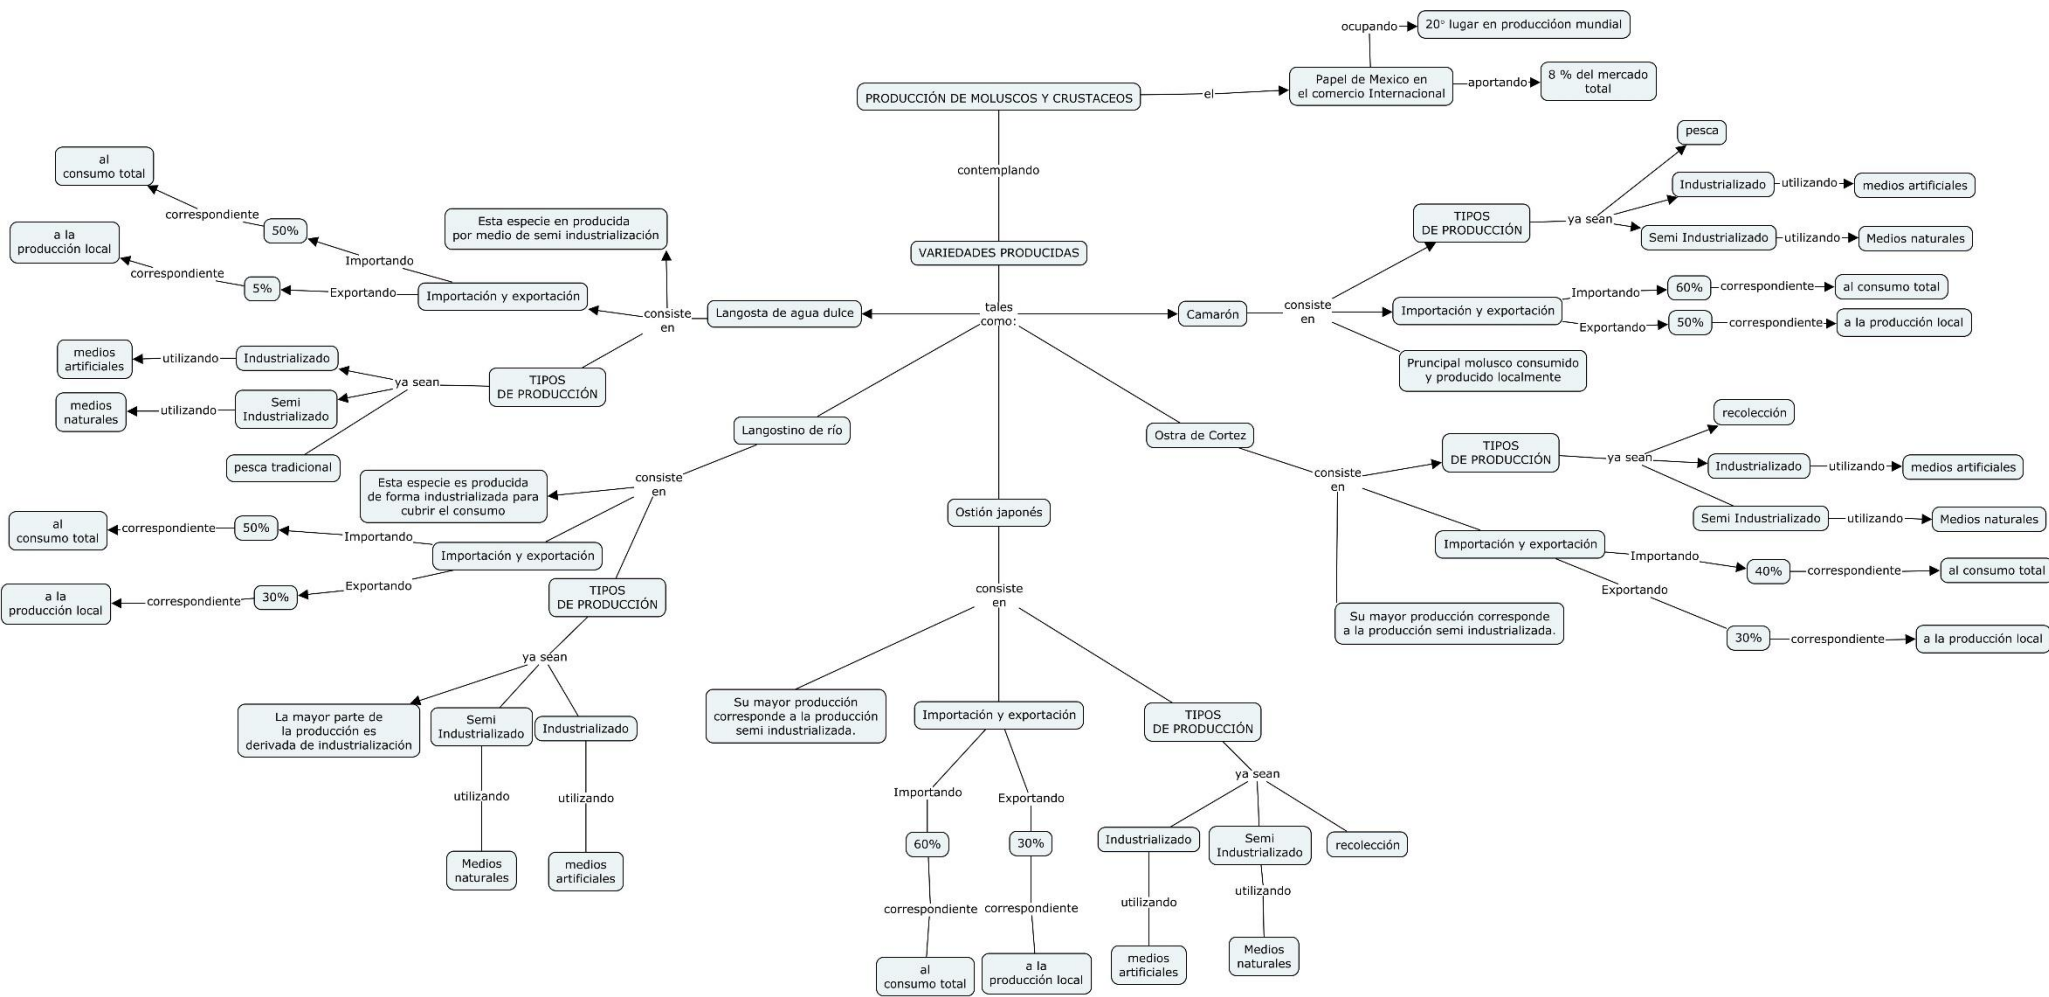 ocupando
20° lugar en produccióon mundial
Papel de Mexico en
el comercio Internacional
aportando
8 % del mercado
total
PRODUCCIÓN DE MOLUSCOS Y CRUSTACEOS
el
contemplando
VARIEDADES PRODUCIDAS
tales
como:
Camarón
consiste
en
TIPOS
DE PRODUCCIÓN
ya sean
pesca
Industrializado
utilizando
medios artificiales
Semi Industrializado
utilizando
Medios naturales
Importación y exportación
Importando
60%
correspondiente
al consumo total
Exportando
50%
correspondiente
a la producción local
Pruncipal molusco consumido
y producido localmente
Langosta de agua dulce
consiste
en
Esta especie en producida
por medio de semi industrialización
Importación y exportación
Importando
50%
correspondiente
al
consumo total
Exportando
5%
correspondiente
a la
producción local
TIPOS
DE PRODUCCIÓN
ya sean
Industrializado
utilizando
medios
artificiales
Semi
Industrializado
utilizando
medios
naturales
pesca tradicional
Langostino de río
consiste
en
Esta especie es producida
de forma industrializada para
cubrir el consumo
Importación y exportación
Importando
50%
correspondiente
al
consumo total
Exportando
30%
correspondiente
a la
producción local
TIPOS
DE PRODUCCIÓN
ya sean
La mayor parte de
la producción es
derivada de industrialización
Semi
Industrializado
utilizando
Medios
naturales
Industrializado
utilizando
medios
artificiales
Ostión japonés
consiste
en
Su mayor producción
corresponde a la producción
semi industrializada.
Importación y exportación
Importando
60%
correspondiente
al
consumo total
Exportando
30%
correspondiente
a la
producción local
TIPOS
DE PRODUCCIÓN
ya sean
Industrializado
utilizando
medios
artificiales
Semi
Industrializado
utilizando
Medios
naturales
recolección
Ostra de Cortez
consiste
en
TIPOS
DE PRODUCCIÓN
ya sean
recolección
Industrializado
utilizando
medios artificiales
Semi Industrializado
utilizando
Medios naturales
Importación y exportación
Importando
40%
correspondiente
al consumo total
Exportando
30%
correspondiente
a la producción local
Su mayor producción corresponde
a la producción semi industrializada.